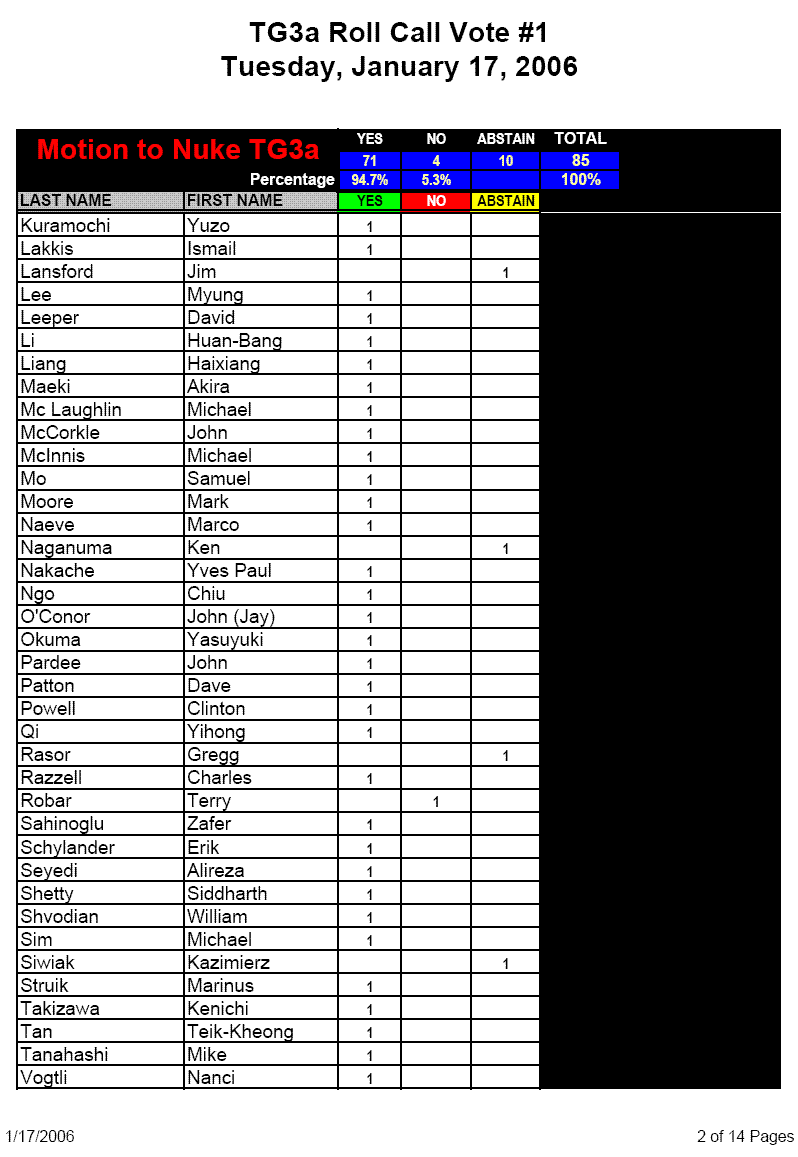 TG3a Roll Call Vote #1
Tuesday, January 17, 2006
Motion to Nuke TG3a YES NO ABSTAIN TOTAL
71 4 10 85
Percentage 94.7% 5.3% 100%
LAST NAME FIRST NAME YES NO ABSTAIN
Kuramochi Yuzo 1
Lakkis Ismail 1
Lansford Jim 1
Lee Myung 1
Leeper David 1
Li Huan-Bang 1
Liang Haixiang 1
Maeki Akira 1
Mc Laughlin Michael 1
McCorkle John 1
McInnis Michael 1
Mo Samuel 1
Moore Mark 1
Naeve Marco 1
Naganuma Ken 1
Nakache Yves Paul 1
Ngo Chiu 1
O'Conor John (Jay) 1
Okuma Yasuyuki 1
Pardee John 1
Patton Dave 1
Powell Clinton 1
Qi Yihong 1
Rasor Gregg 1
Razzell Charles 1
Robar Terry 1
Sahinoglu Zafer 1
Schylander Erik 1
Seyedi Alireza 1
Shetty Siddharth 1
Shvodian William 1
Sim Michael 1
Siwiak Kazimierz 1
Struik Marinus 1
Takizawa Kenichi 1
Tan Teik-Kheong 1
Tanahashi Mike 1
Vogtli Nanci 1
1/17/2006 2 of 14 Pages